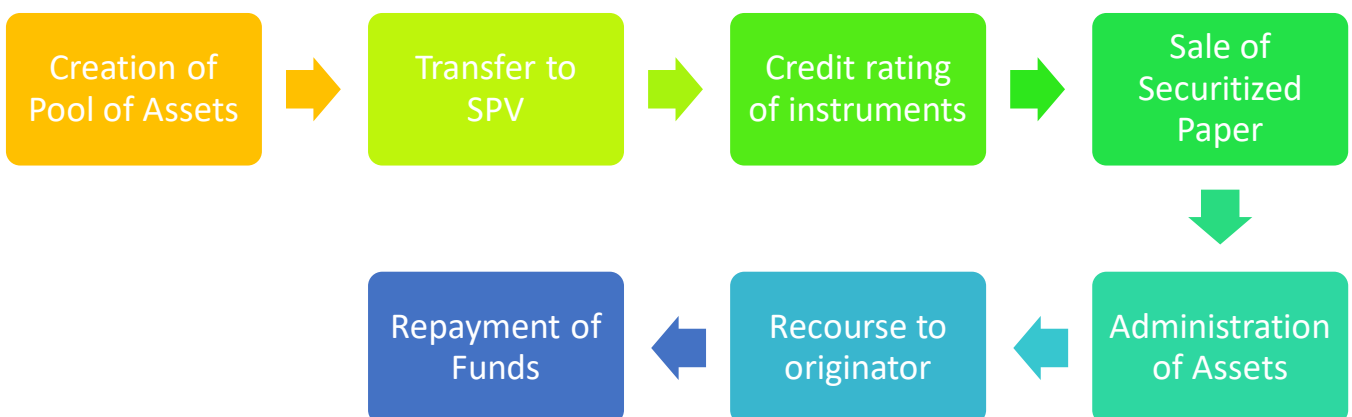 Creation of
Pool of Assets
Transfer to
SPV
Credit rating
of instruments
Sale of
Securitized
Paper
Administration
of Assets
Recourse to
originator
Repayment of
Funds